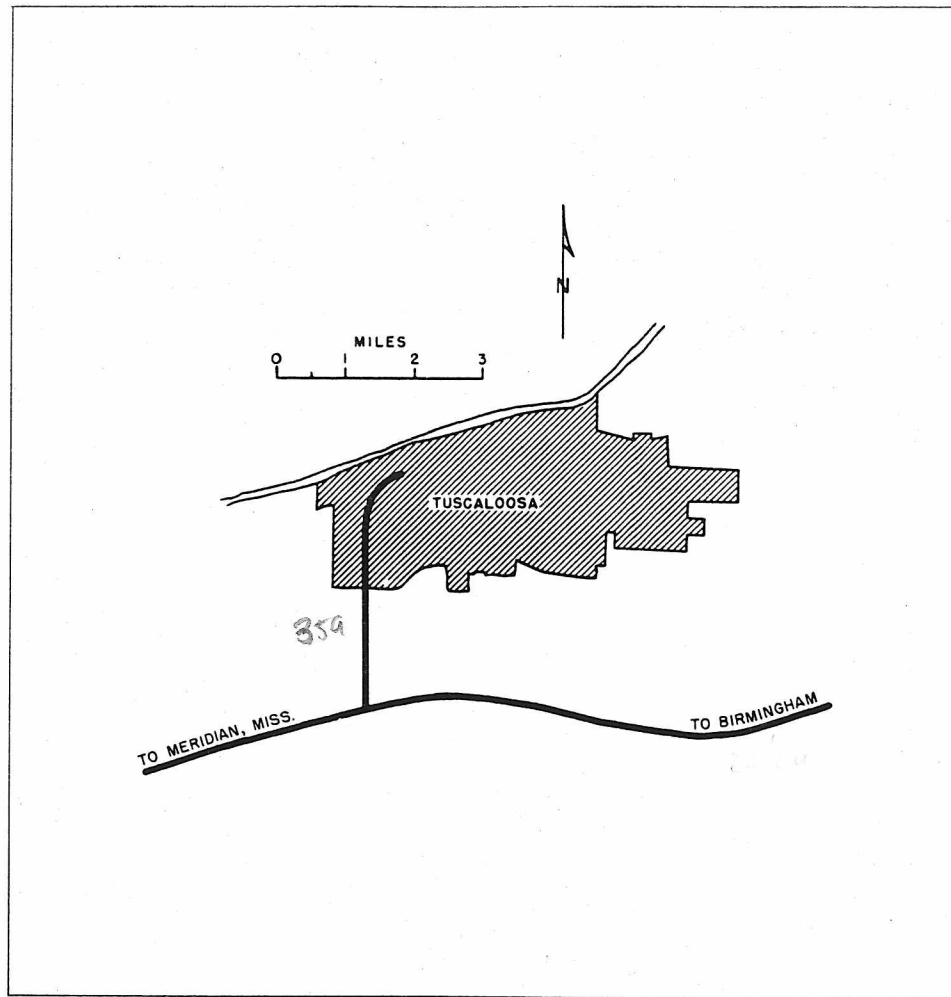 N
MILES
0 1 2 3
TUSCALOOSA
359
TO MERIDIAN, MISS.
TO BIRMINGHAM